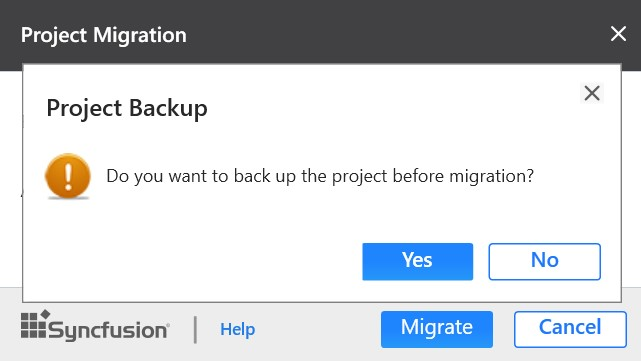 Project Migration
Project Backup
Do you want to back up the project before migration?
Yes
No
Syncfusion
Help
Migrate
Cancel